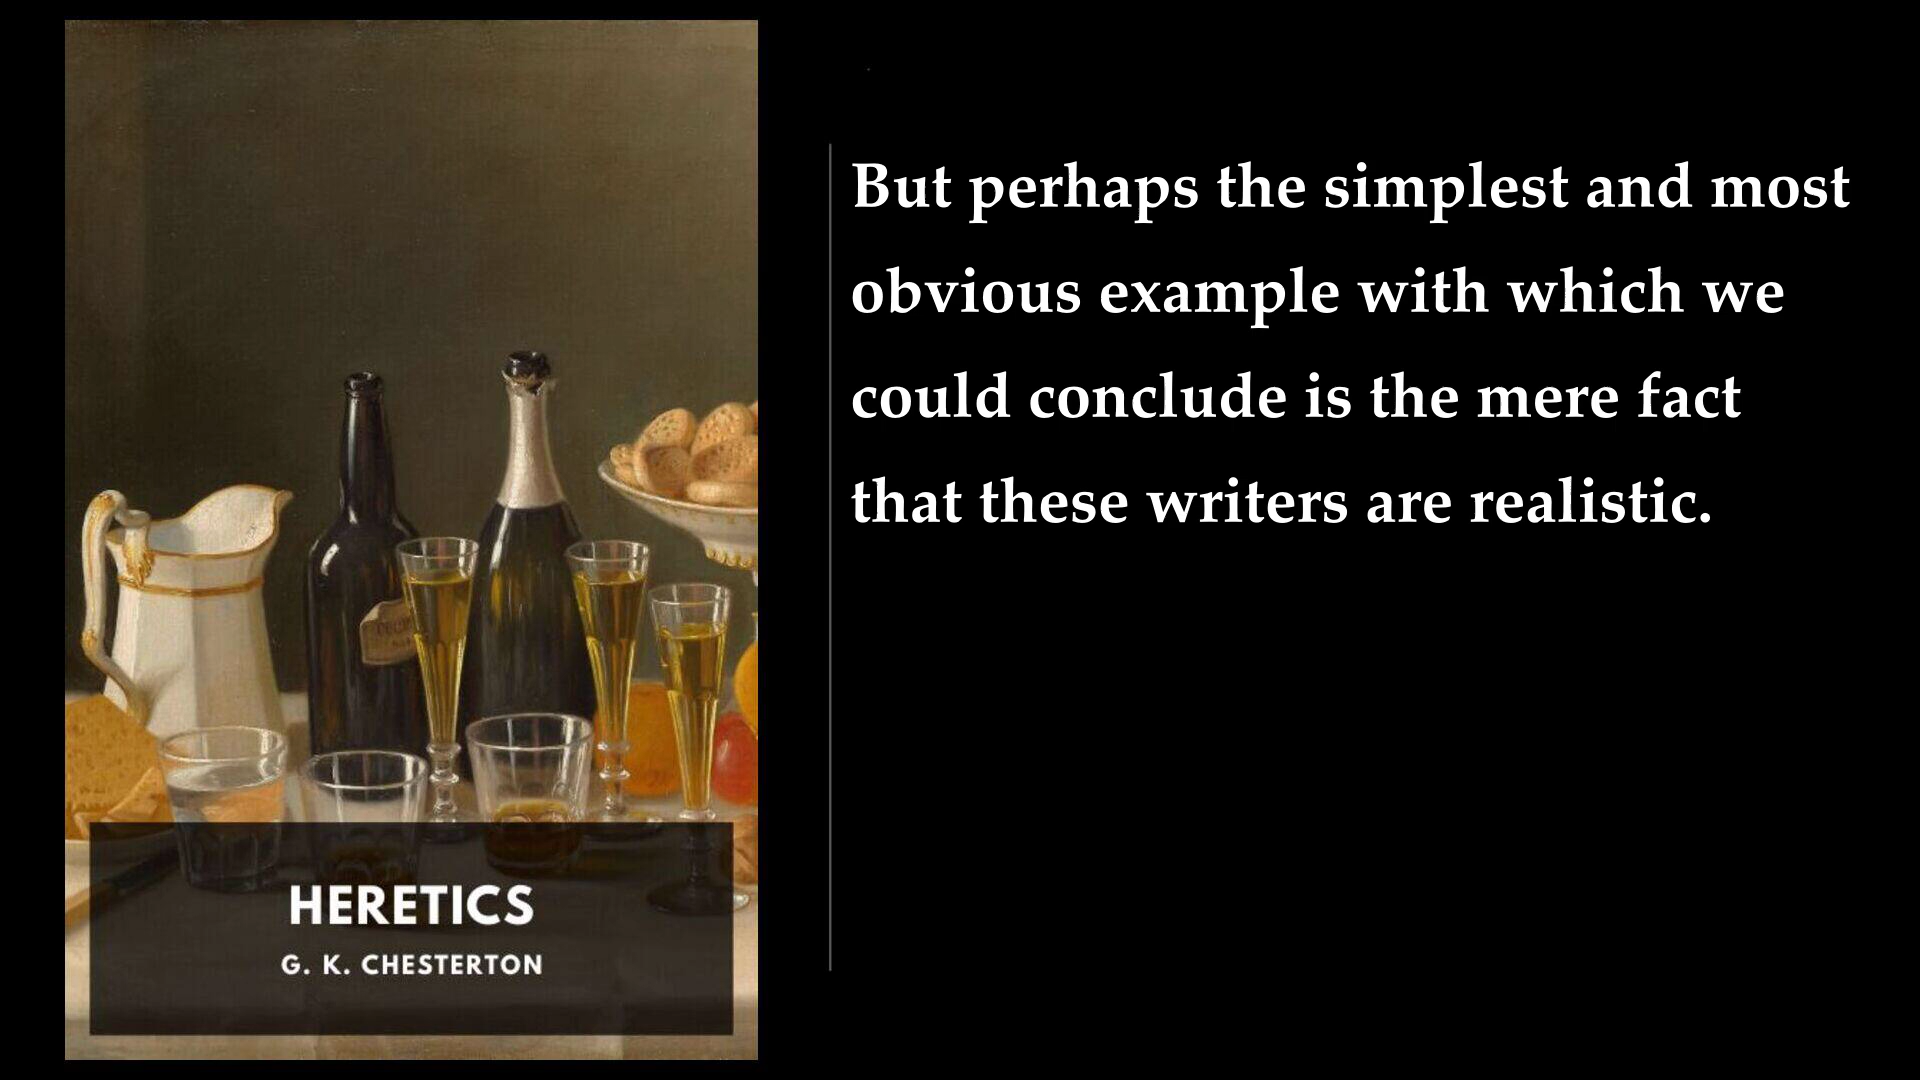 But perhaps the simplest and most
obvious example with which we
could conclude is the mere fact
that these writers are realistic.
HERETICS
G. K. CHESTERTON